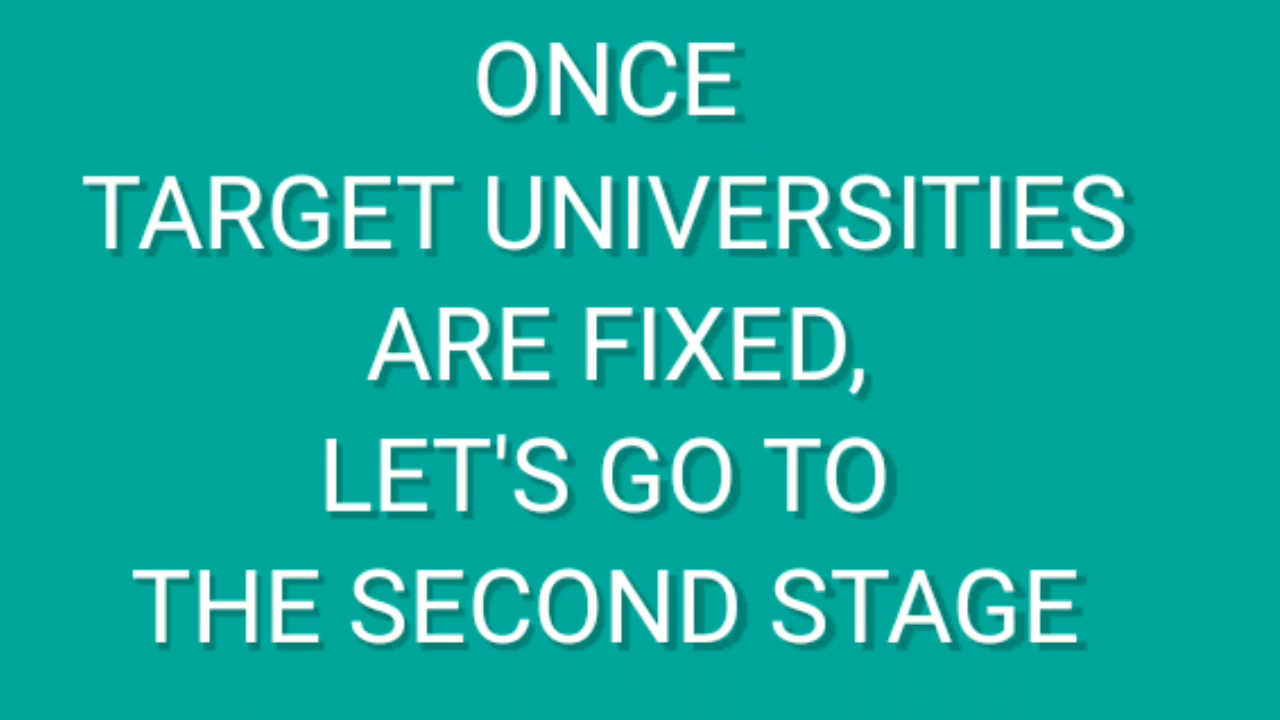 ONCE
TARGET UNIVERSITIES
ARE FIXED,
LET'S GO TO
THE SECOND STAGE